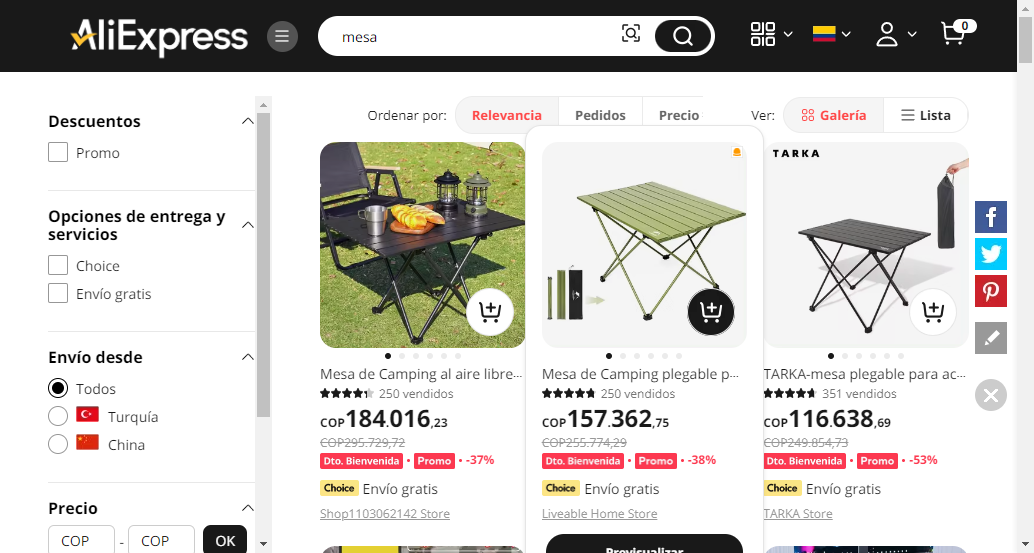 AliExpress
mesa
0
Descuentos
Promo
Opciones de entrega y
servicios
Choice
Envío gratis
Envío desde
Todos
Turquía
China
Precio
COP - COP OK
Ordenar por: Relevancia Pedidos Precio Ver: Galería Lista
Mesa de Camping al aire libre...
250 vendidos
COP184.016,23
COP295.729,72
Dto. Bienvenida • Promo • -37%
Choice Envío gratis
Shop1103062142 Store
Mesa de Camping plegable p...
250 vendidos
COP157.362,75
COP255.774,29
Dto. Bienvenida • Promo • -38%
Choice Envío gratis
Liveable Home Store
Previsualizar
TARKA
TARKA-mesa plegable para ac...
351 vendidos
COP116.638,69
COP249.854,73
Dto. Bienvenida • Promo • -53%
Choice Envío gratis
TARKA Store